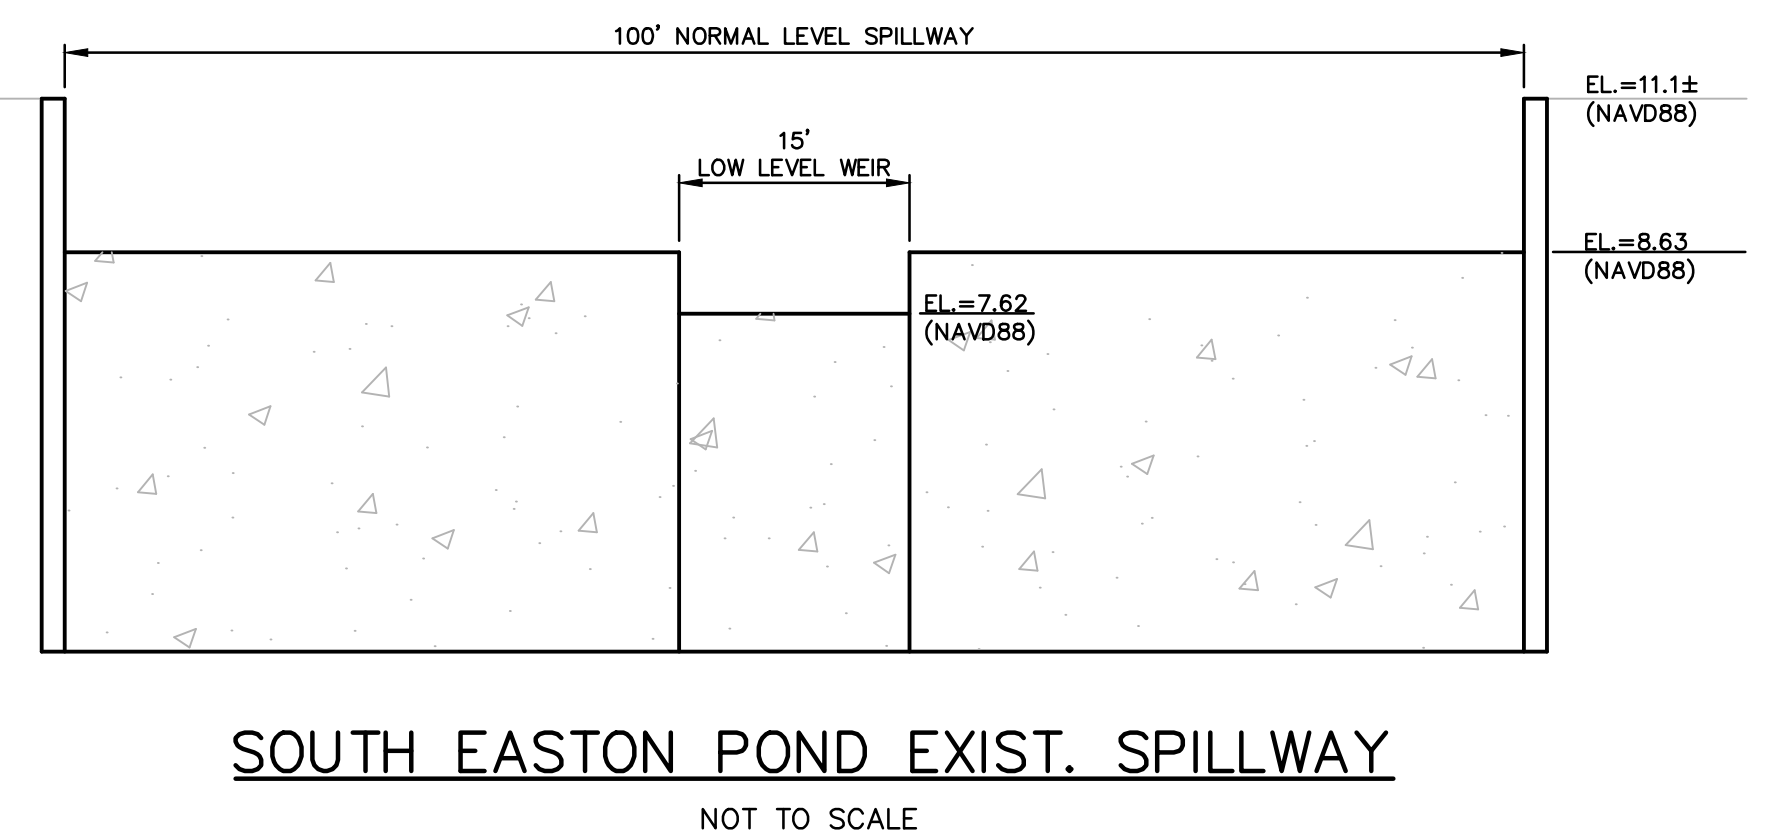 100' NORMAL LEVEL SPILLWAY
EL.=11.1±
(NAVD88)
15'
LOW LEVEL WEIR
EL.=8.63
(NAVD88)
EL.=7.62
(NAVD88)
SOUTH EASTON POND EXIST. SPILLWAY
NOT TO SCALE